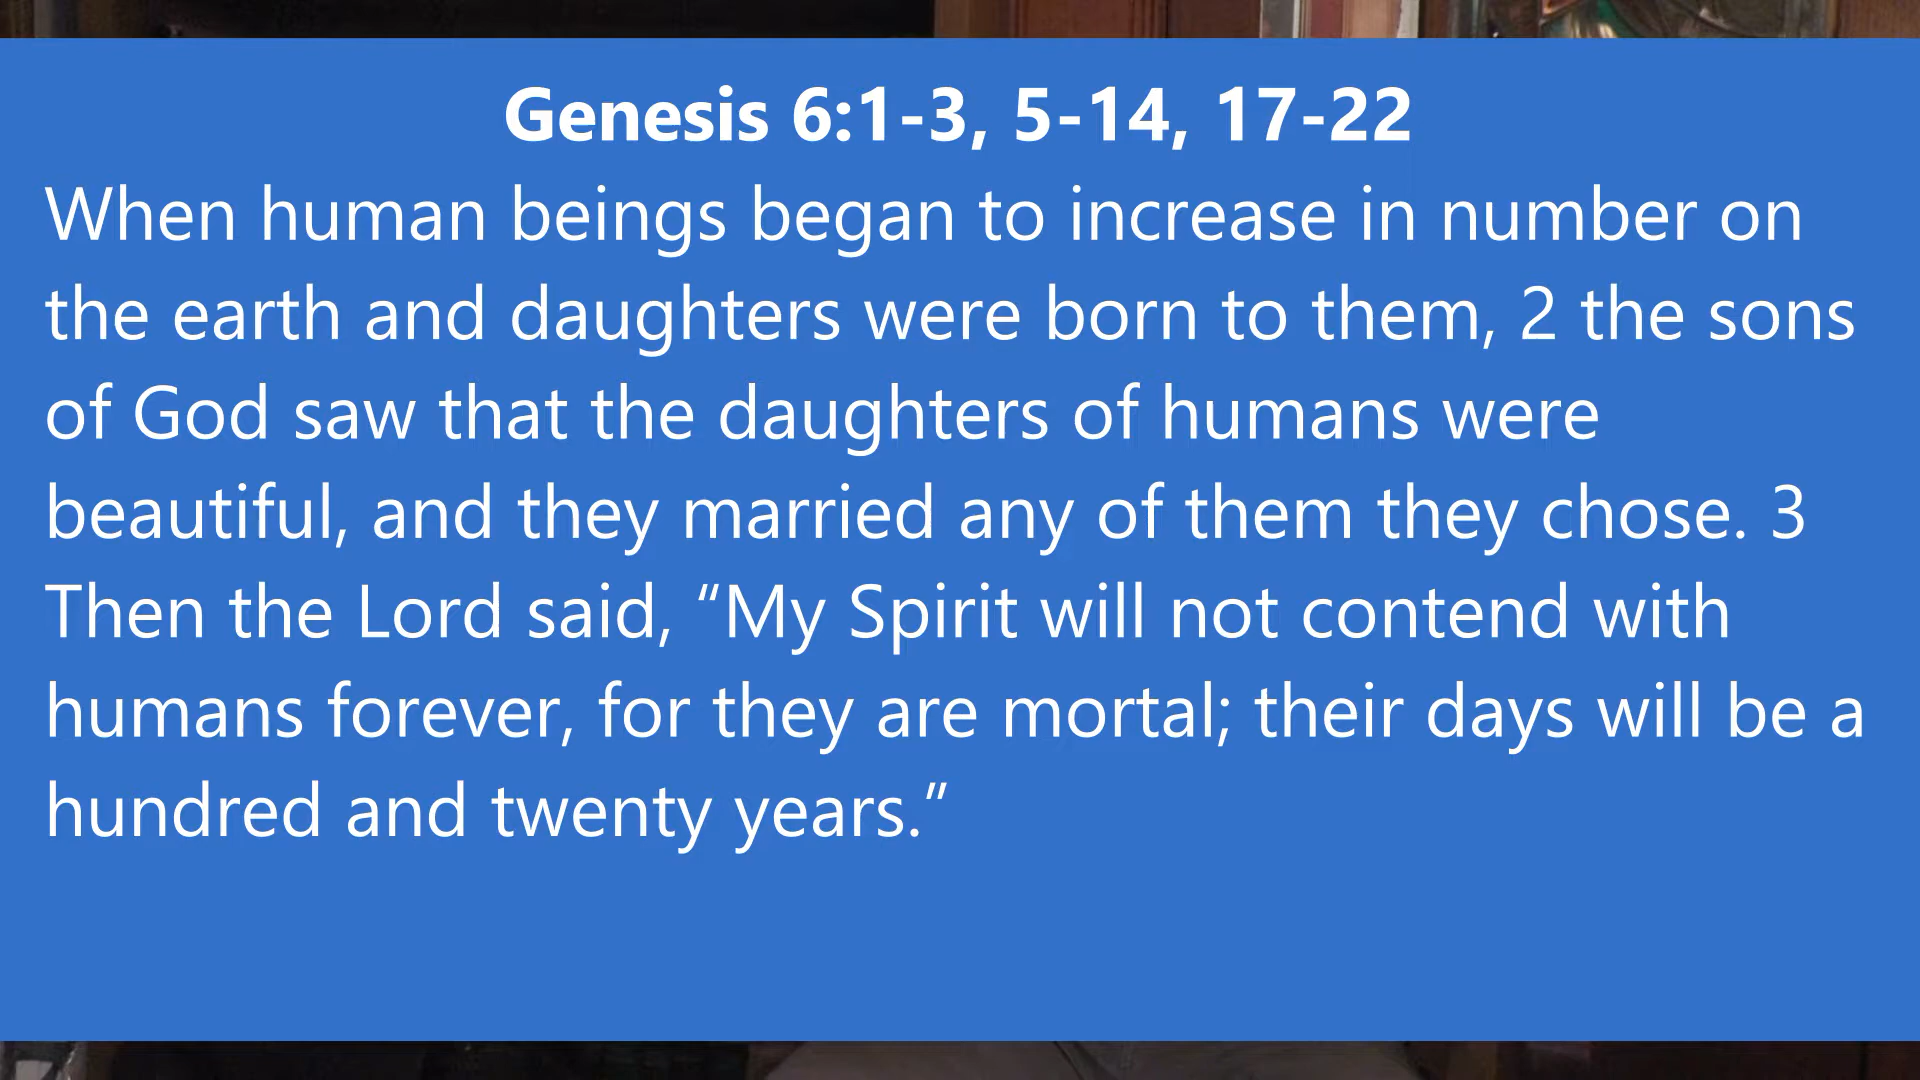 Genesis 6:1-3, 5-14, 17-22
When human beings began to increase in number on
the earth and daughters were born to them, 2 the sons
of God saw that the daughters of humans were
beautiful, and they married any of them they chose. 3
Then the Lord said, “My Spirit will not contend with
humans forever, for they are mortal; their days will be a
hundred and twenty years.”